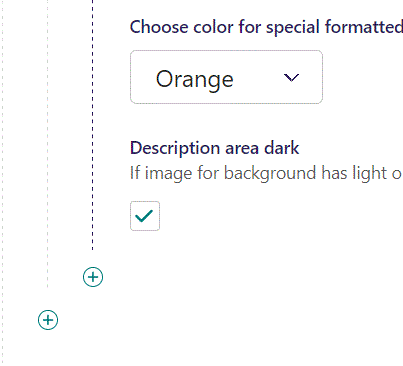 Choose color for special formatted
Orange
Description area dark
If image for background has light o